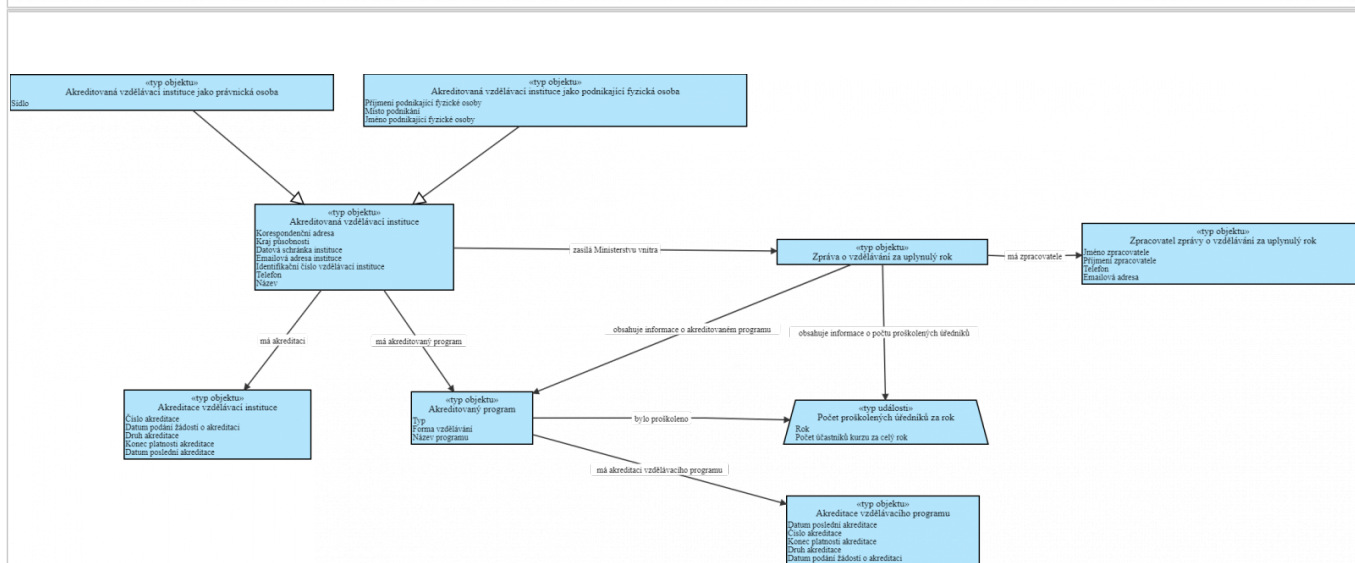 «typ objektu»
Akreditovaná vzdělávací instituce jako právnická osoba
Sídlo
«typ objektu»
Akreditovaná vzdělávací instituce jako podnikající fyzická osoba
Příjmení podnikající fyzické osoby
Místo podnikání
Jméno podnikající fyzické osoby
«typ objektu»
Akreditovaná vzdělávací instituce
Korespondenční adresa
Kraj působnosti
Datová schránka instituce
Emailová adresa instituce
Identifikační číslo vzdělávací instituce
Telefon
Název
zasílá Ministerstvu vnitra
«typ objektu»
Zpráva o vzdělávání za uplynulý rok
má zpracovatele
«typ objektu»
Zpracovatel zprávy o vzdělávání za uplynulý rok
Jméno zpracovatele
Příjmení zpracovatele
Telefon
Emailová adresa
má akreditaci
má akreditovaný program
obsahuje informace o akreditovaném programu
obsahuje informace o počtu proškolených úředníků
«typ objektu»
Akreditace vzdělávací instituce
Číslo akreditace
Datum podání žádosti o akreditaci
Druh akreditace
Konec platnosti akreditace
Datum poslední akreditace
«typ objektu»
Akreditovaný program
Typ
Forma vzdělávání
Název programu
bylo proškoleno
«typ události»
Počet proškolených úředníků za rok
Rok
Počet účastníků kurzu za celý rok
má akreditaci vzdělávacího programu
«typ objektu»
Akreditace vzdělávacího programu
Datum poslední akreditace
Číslo akreditace
Konec platnosti akreditace
Druh akreditace
Datum podání žádostí o akreditaci